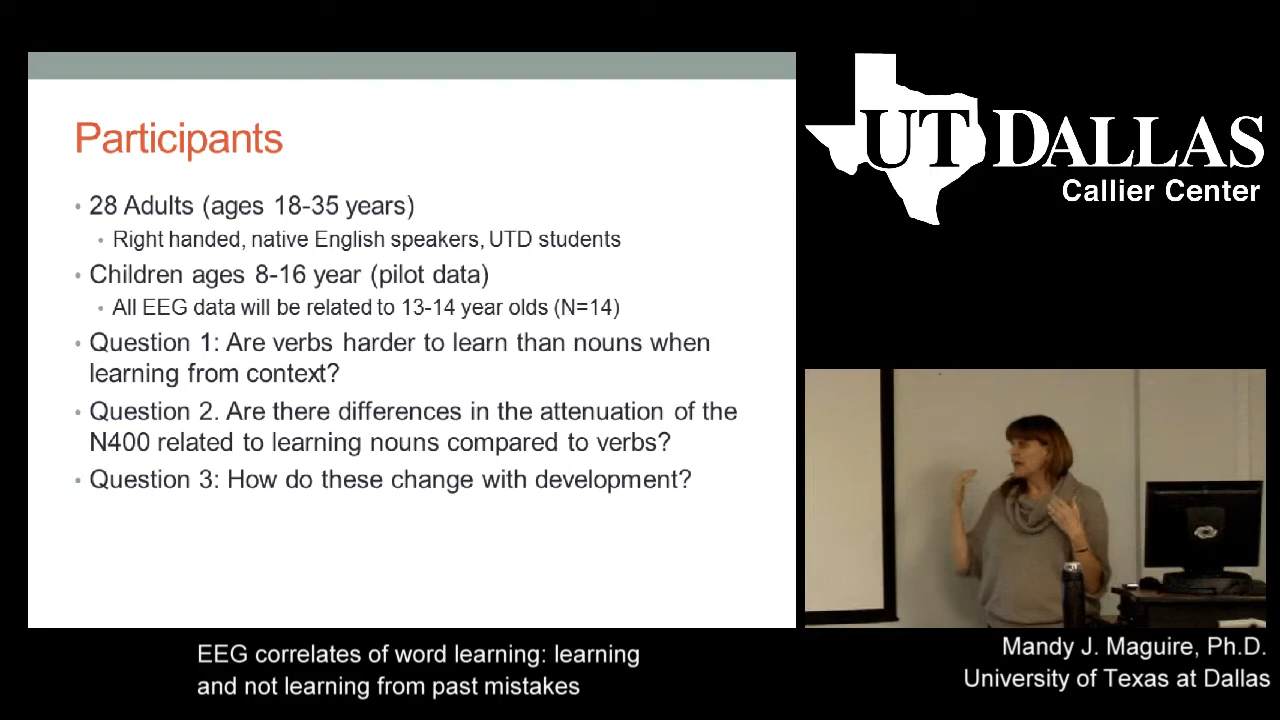 Participants
• 28 Adults (ages 18-35 years)
• Right handed, native English speakers, UTD students
• Children ages 8-16 year (pilot data)
• All EEG data will be related to 13-14 year olds (N=14)
• Question 1: Are verbs harder to learn than nouns when
learning from context?
• Question 2. Are there differences in the attenuation of the
N400 related to learning nouns compared to verbs?
• Question 3: How do these change with development?
UT DALLAS
Callier Center
EEG correlates of word learning: learning
and not learning from past mistakes
Mandy J. Maguire, Ph.D.
University of Texas at Dallas